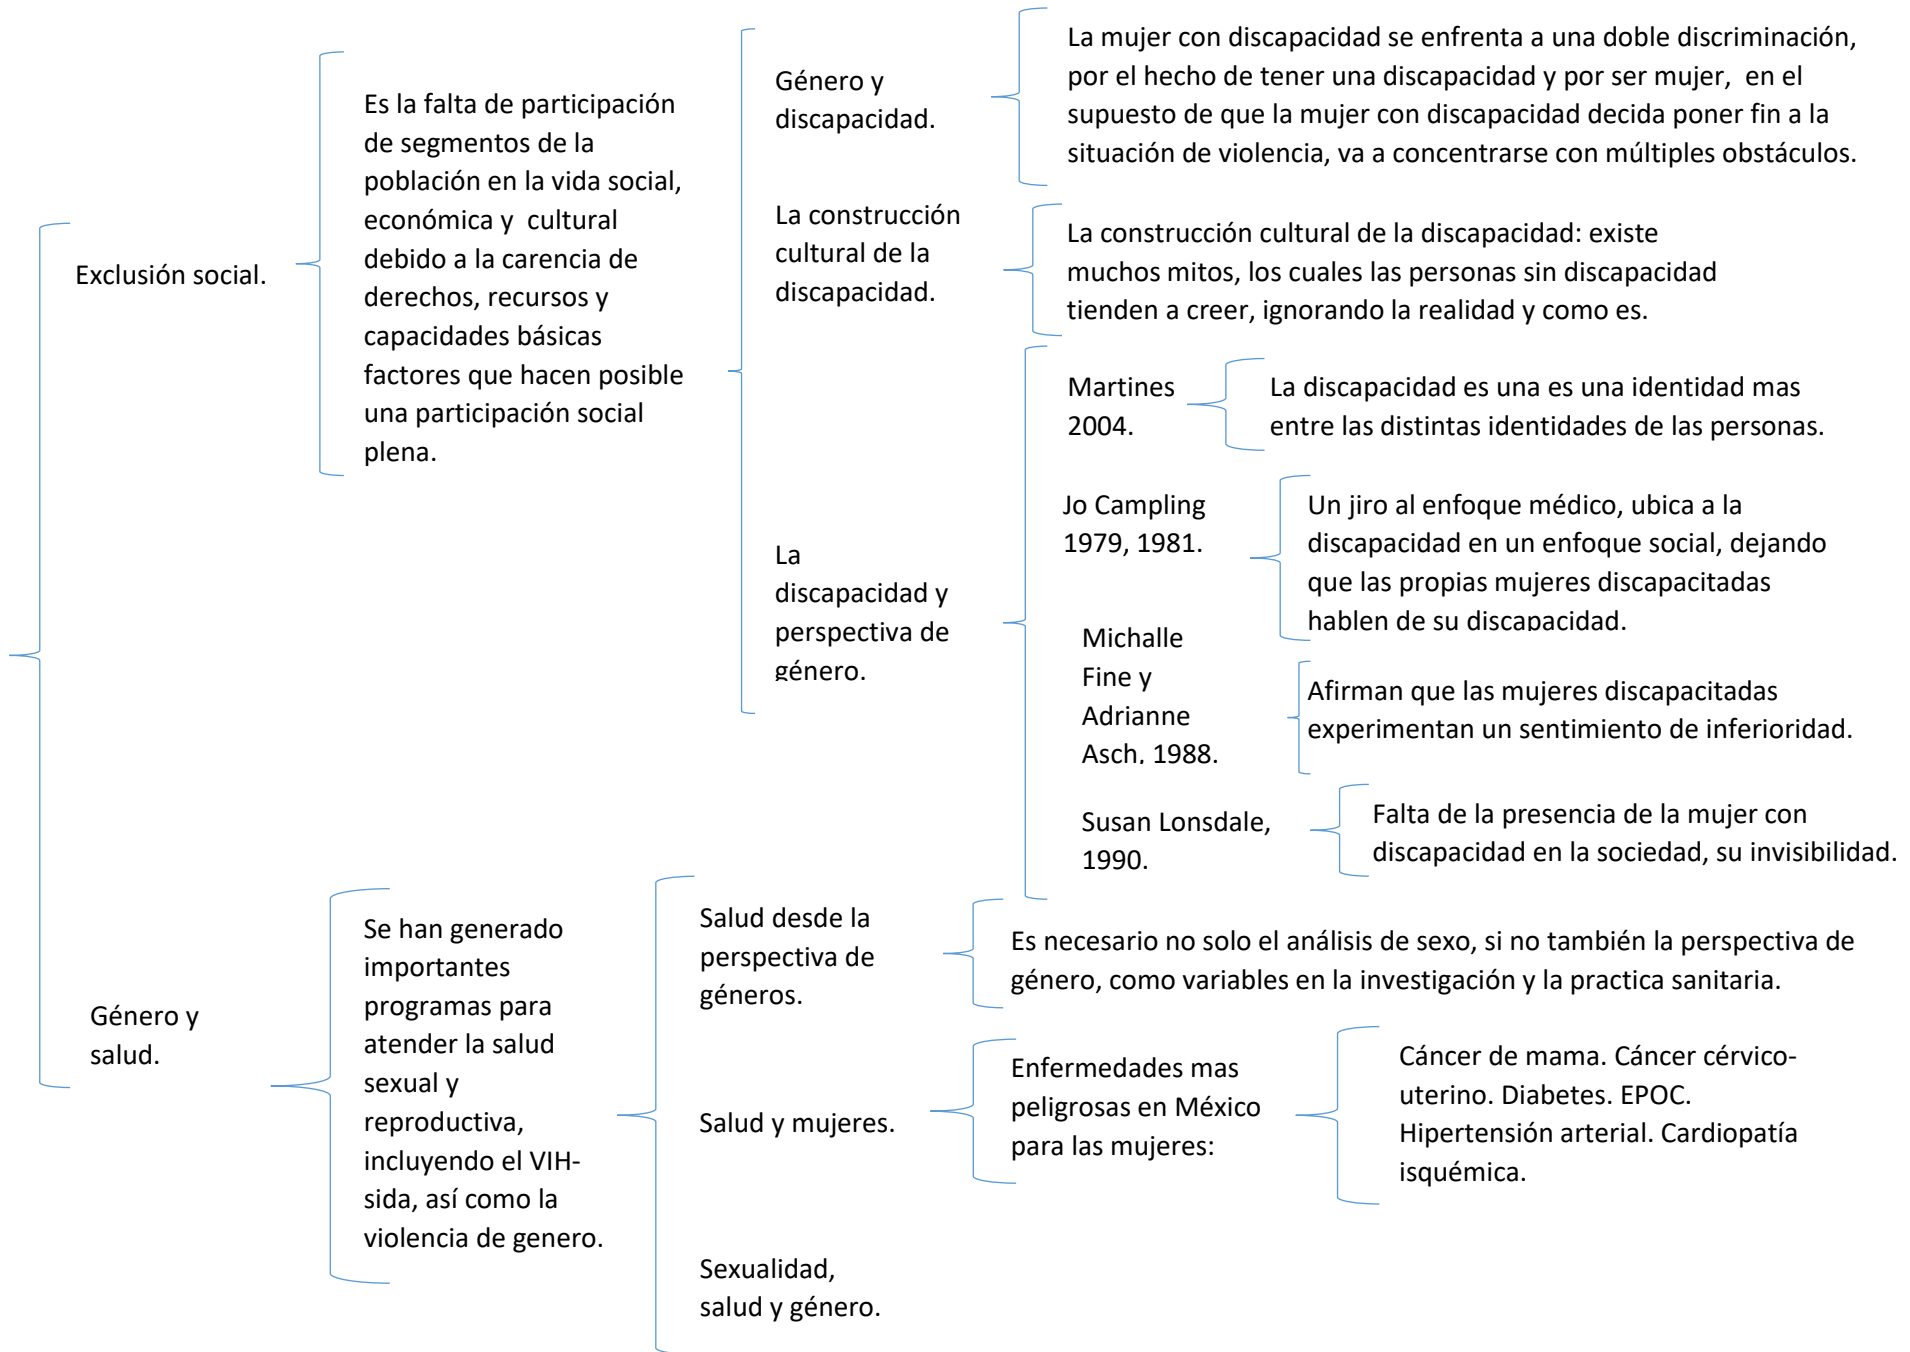 Exclusión social.
Es la falta de participación
de segmentos de la
población en la vida social,
económica y cultural
debido a la carencia de
derechos, recursos y
capacidades básicas
factores que hacen posible
una participación social
plena.
Género y
discapacidad.
La mujer con discapacidad se enfrenta a una doble discriminación,
por el hecho de tener una discapacidad y por ser mujer, en el
supuesto de que la mujer con discapacidad decida poner fin a la
situación de violencia, va a concentrarse con múltiples obstáculos.
La construcción
cultural de la
discapacidad.
La construcción cultural de la discapacidad: existe
muchos mitos, los cuales las personas sin discapacidad
tienden a creer, ignorando la realidad y como es.
La
discapacidad y
perspectiva de
género.
Martines
2004.
La discapacidad es una es una identidad mas
entre las distintas identidades de las personas.
Jo Campling
1979, 1981.
Un jiro al enfoque médico, ubica a la
discapacidad en un enfoque social, dejando
que las propias mujeres discapacitadas
hablen de su discapacidad.
Michalle
Fine y
Adrianne
Asch, 1988.
Afirman que las mujeres discapacitadas
experimentan un sentimiento de inferioridad.
Susan Lonsdale,
1990.
Falta de la presencia de la mujer con
discapacidad en la sociedad, su invisibilidad.
Género y
salud.
Se han generado
importantes
programas para
atender la salud
sexual y
reproductiva,
incluyendo el VIH-
sida, así como la
violencia de genero.
Salud desde la
perspectiva de
géneros.
Es necesario no solo el análisis de sexo, si no también la perspectiva de
género, como variables en la investigación y la practica sanitaria.
Salud y mujeres.
Enfermedades mas
peligrosas en México
para las mujeres:
Cáncer de mama. Cáncer cérvico-
uterino. Diabetes. EPOC.
Hipertensión arterial. Cardiopatía
isquémica.
Sexualidad,
salud y género.